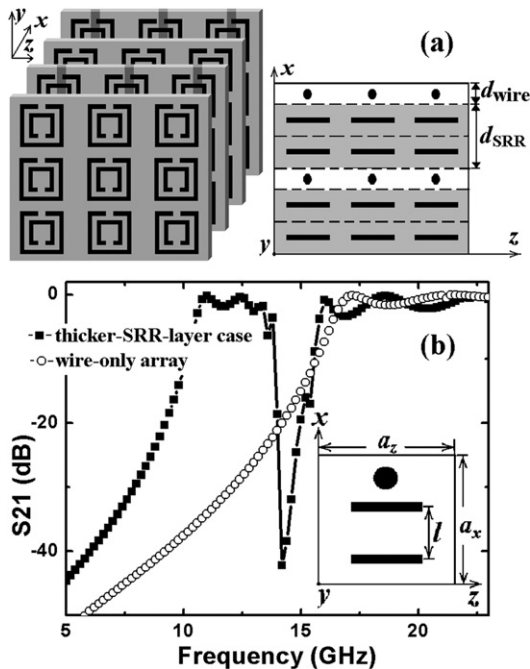 y
x
z
(a)
x
d_wire
d_SRR
y
z
0
-20
-40
S21 (dB)
(b)
thicker-SRR-layer case
wire-only array
x
a_z
l
a_x
y
z
5
10
15
20
Frequency (GHz)